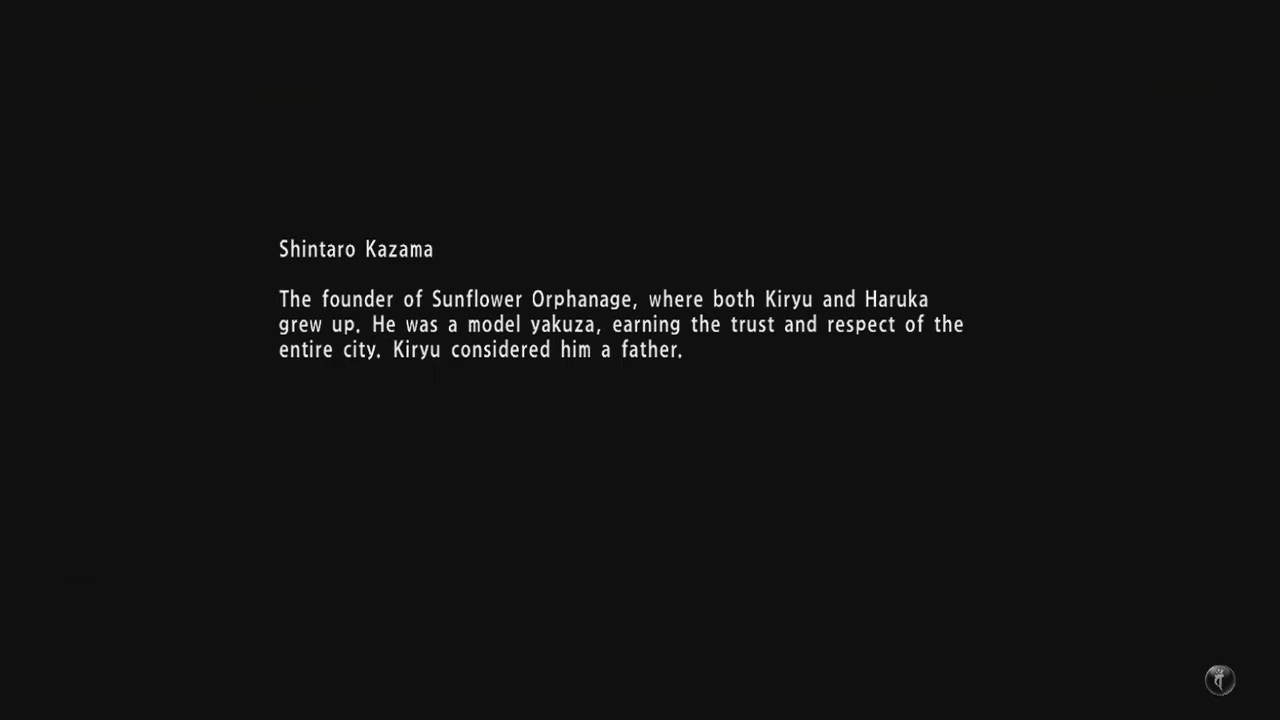 Shintaro Kazama
The founder of Sunflower Orphanage, where both Kiryu and Haruka
grew up. He was a model yakuza, earning the trust and respect of the
entire city. Kiryu considered him a father.